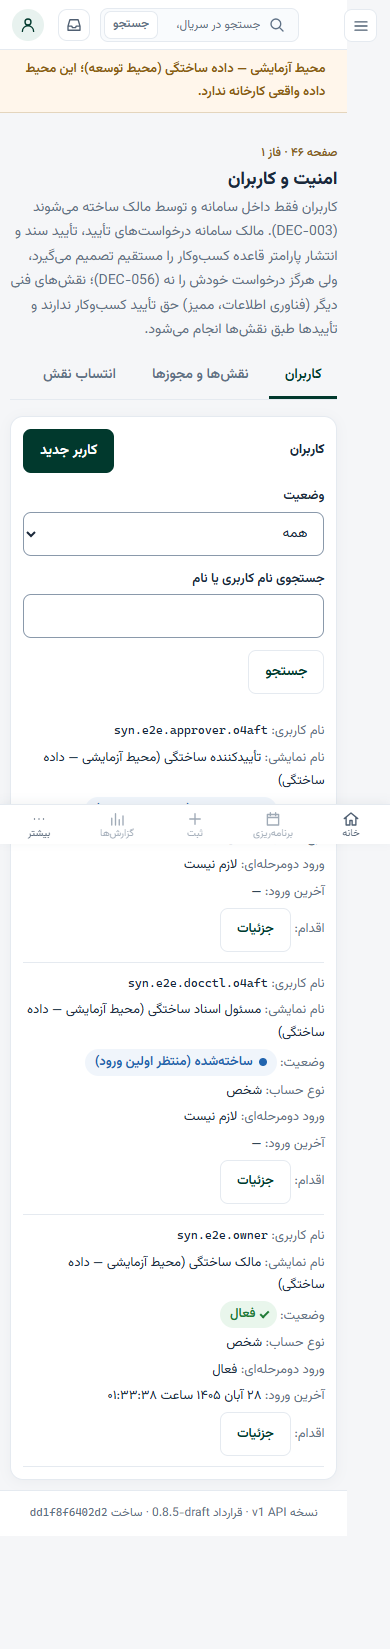 جستجو در سریال،
جستجو
محیط آزمایشی — داده ساختگی (محیط توسعه)؛ این محیط
داده واقعی کارخانه ندارد.
صفحه ۴۶ · فاز ۱
امنیت و کاربران
کاربران فقط داخل سامانه و توسط مالک ساخته می‌شوند
(DEC-003). مالک سامانه درخواست‌های تأیید، تأیید سند و
انتشار پارامتر قاعده کسب‌وکار را مستقیم تصمیم می‌گیرد،
ولی هرگز درخواست خودش را نه (DEC-056)؛ نقش‌های فنی
دیگر (فناوری اطلاعات، ممیز) حق تأیید کسب‌وکار ندارند و
تأییدها طبق نقش‌ها انجام می‌شود.
کاربران
نقش‌ها و مجوزها
انتساب نقش
کاربران
کاربر جدید
وضعیت
همه
جستجوی نام کاربری یا نام
جستجو
نام کاربری: syn.e2e.approver.o4aft
نام نمایشی: تأییدکننده ساختگی (محیط آزمایشی — داده
ساختگی)
خانه
برنامه‌ریزی
ثبت
گزارش‌ها
بیشتر
ورود دومرحله‌ای: لازم نیست
آخرین ورود: —
اقدام: جزئیات
نام کاربری: syn.e2e.docctl.o4aft
نام نمایشی: مسئول اسناد ساختگی (محیط آزمایشی — داده
ساختگی)
وضعیت: ساخته‌شده (منتظر اولین ورود)
نوع حساب: شخص
ورود دومرحله‌ای: لازم نیست
آخرین ورود: —
اقدام: جزئیات
نام کاربری: syn.e2e.owner
نام نمایشی: مالک ساختگی (محیط آزمایشی — داده
ساختگی)
وضعیت: فعال
نوع حساب: شخص
ورود دومرحله‌ای: فعال
آخرین ورود: ۲۸ آبان ۱۴۰۵ ساعت ۰۱:۳۳:۳۸
اقدام: جزئیات
نسخه v1 API · قرارداد 0.8.5-draft · ساخت dd1f8f6402d2